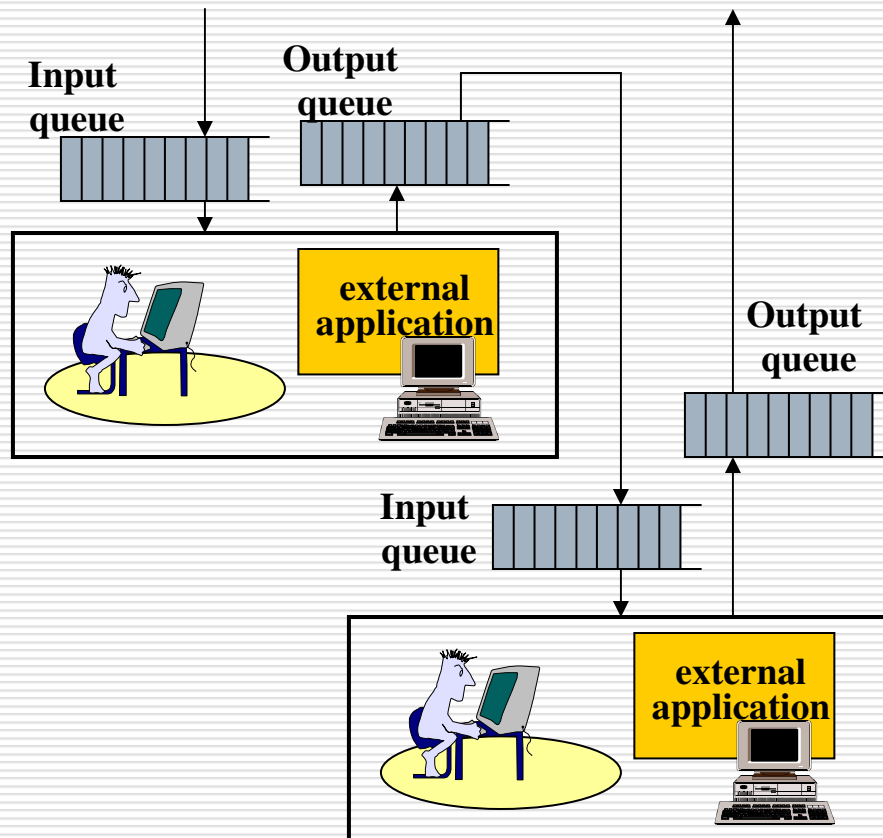 Input
queue
Output
queue
external
application
Output
queue
Input
queue
external
application